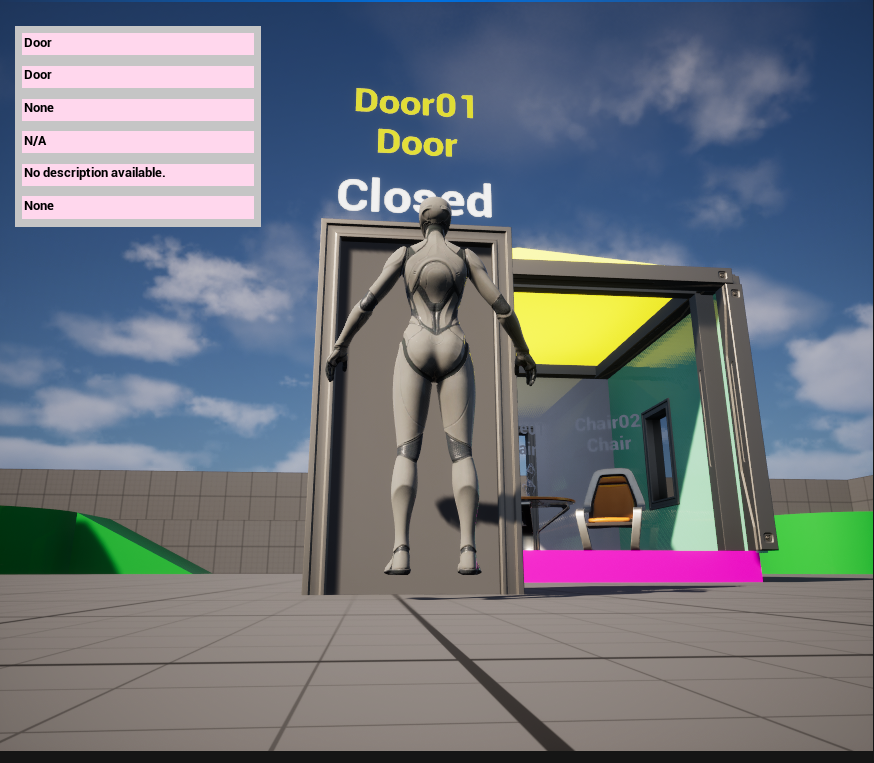 Door
Door
None
N/A
No description available.
None
Door01
Door
Closed
Chair02
Chair